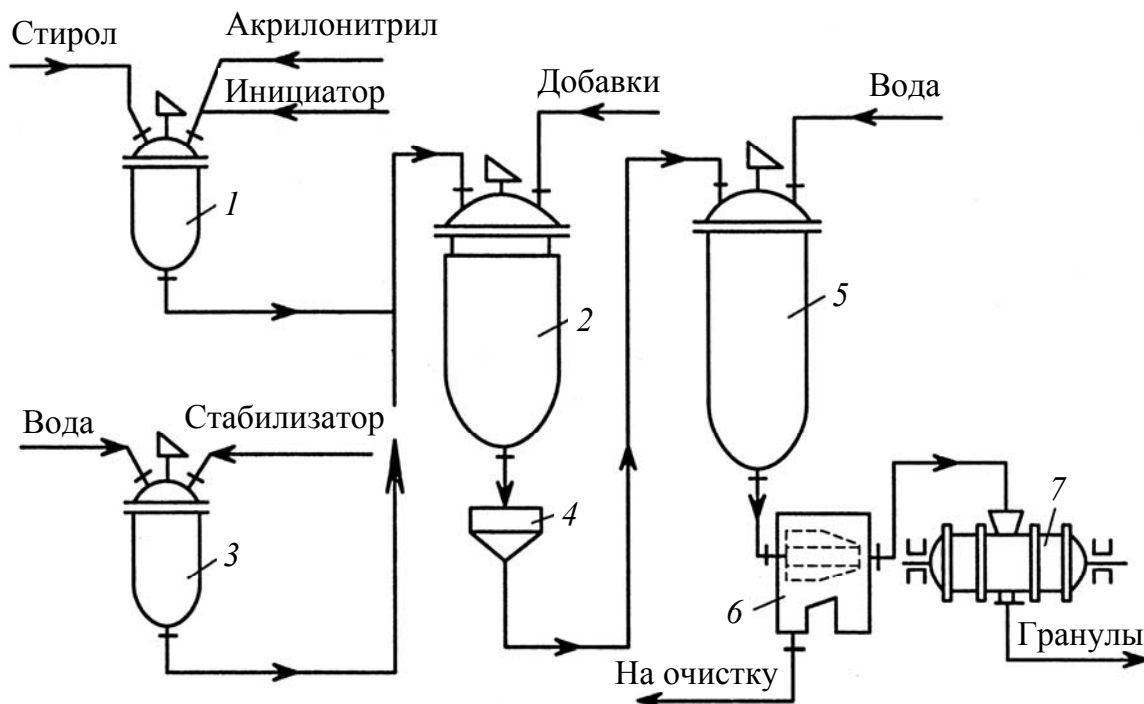 Стирол
Акрилонитрил
Инициатор
Добавки
Вода
1
2
5
Вода
Стабилизатор
3
4
6
7
Гранулы
На очистку